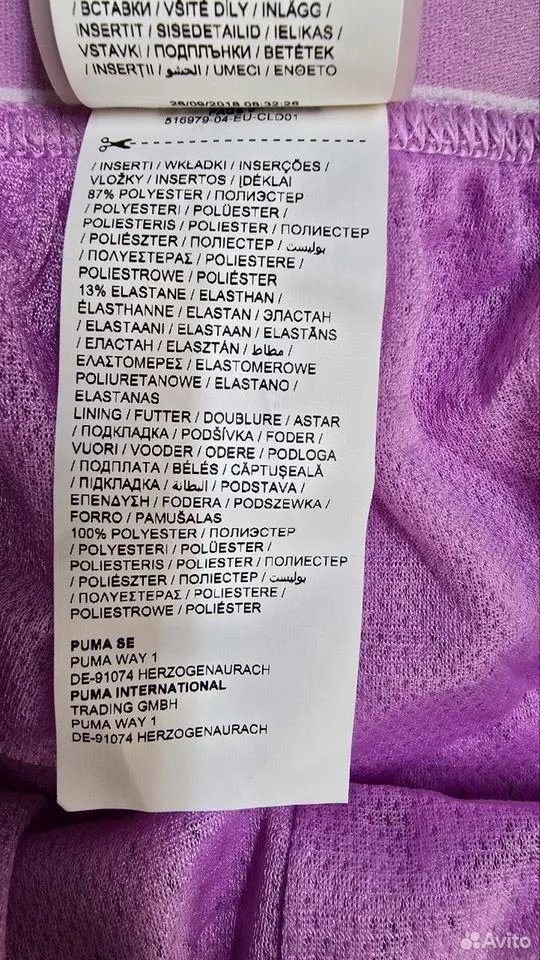 / ВСТАВКИ / VŠITÉ DÍLY / INLÄGG /
INSERTIT / SISEDETAILID / IELIKAS /
VSTAVKI / ПОДПЛЪНКИ / BETÉTEK
/ INSERȚII / الحشو / UMECI / ΕΝΘΕΤΟ
28/09/2018 08:32:26
516979-04-EU-CLD01
/ INSERTI / WKŁADKI / INSERÇÕES /
VLOŽKY / INSERTOS / ĮDĖKLAI
87% POLYESTER / ПОЛИЭСТЕР
/ POLYESTERI / POLÜESTER /
POLIESTERIS / POLIESTER / ПОЛИЕСТЕР
/ POLIÉSZTER / ПОЛІЕСТЕР / بوليستر
/ ΠΟΛΥΕΣΤΕΡΑΣ / POLIESTERE /
POLIESTROWE / POLIÉSTER
13% ELASTANE / ELASTHAN /
ÉLASTHANNE / ELASTAN / ЭЛАСТАН
/ ELASTAANI / ELASTAAN / ELASTĀNS
/ ЕЛАСТАН / ELASZTÁN / مطاط /
ΕΛΑΣΤΟΜΕΡΕΣ / ELASTOMEROWE
POLIURETANOWE / ELASTANO /
ELASTANAS
LINING / FUTTER / DOUBLURE / ASTAR
/ ПОДКЛАДКА / PODŠÍVKA / FODER /
VUORI / VOODER / ODERE / PODLOGA
/ ПОДПЛАТА / BÉLÉS / CĂPTUȘEALĂ
/ ПІДКЛАДКА / البطانة / PODSTAVA /
ΕΠΕΝΔΥΣΗ / FODERA / PODSZEWKA /
FORRO / PAMUŠALAS
100% POLYESTER / ПОЛИЭСТЕР
/ POLYESTERI / POLÜESTER /
POLIESTERIS / POLIESTER / ПОЛИЕСТЕР
/ POLIÉSZTER / ПОЛІЕСТЕР / بوليستر
/ ΠΟΛΥΕΣΤΕΡΑΣ / POLIESTERE /
POLIESTROWE / POLIÉSTER
PUMA SE
PUMA WAY 1
DE-91074 HERZOGENAURACH
PUMA INTERNATIONAL
TRADING GMBH
PUMA WAY 1
DE-91074 HERZOGENAURACH
Avito